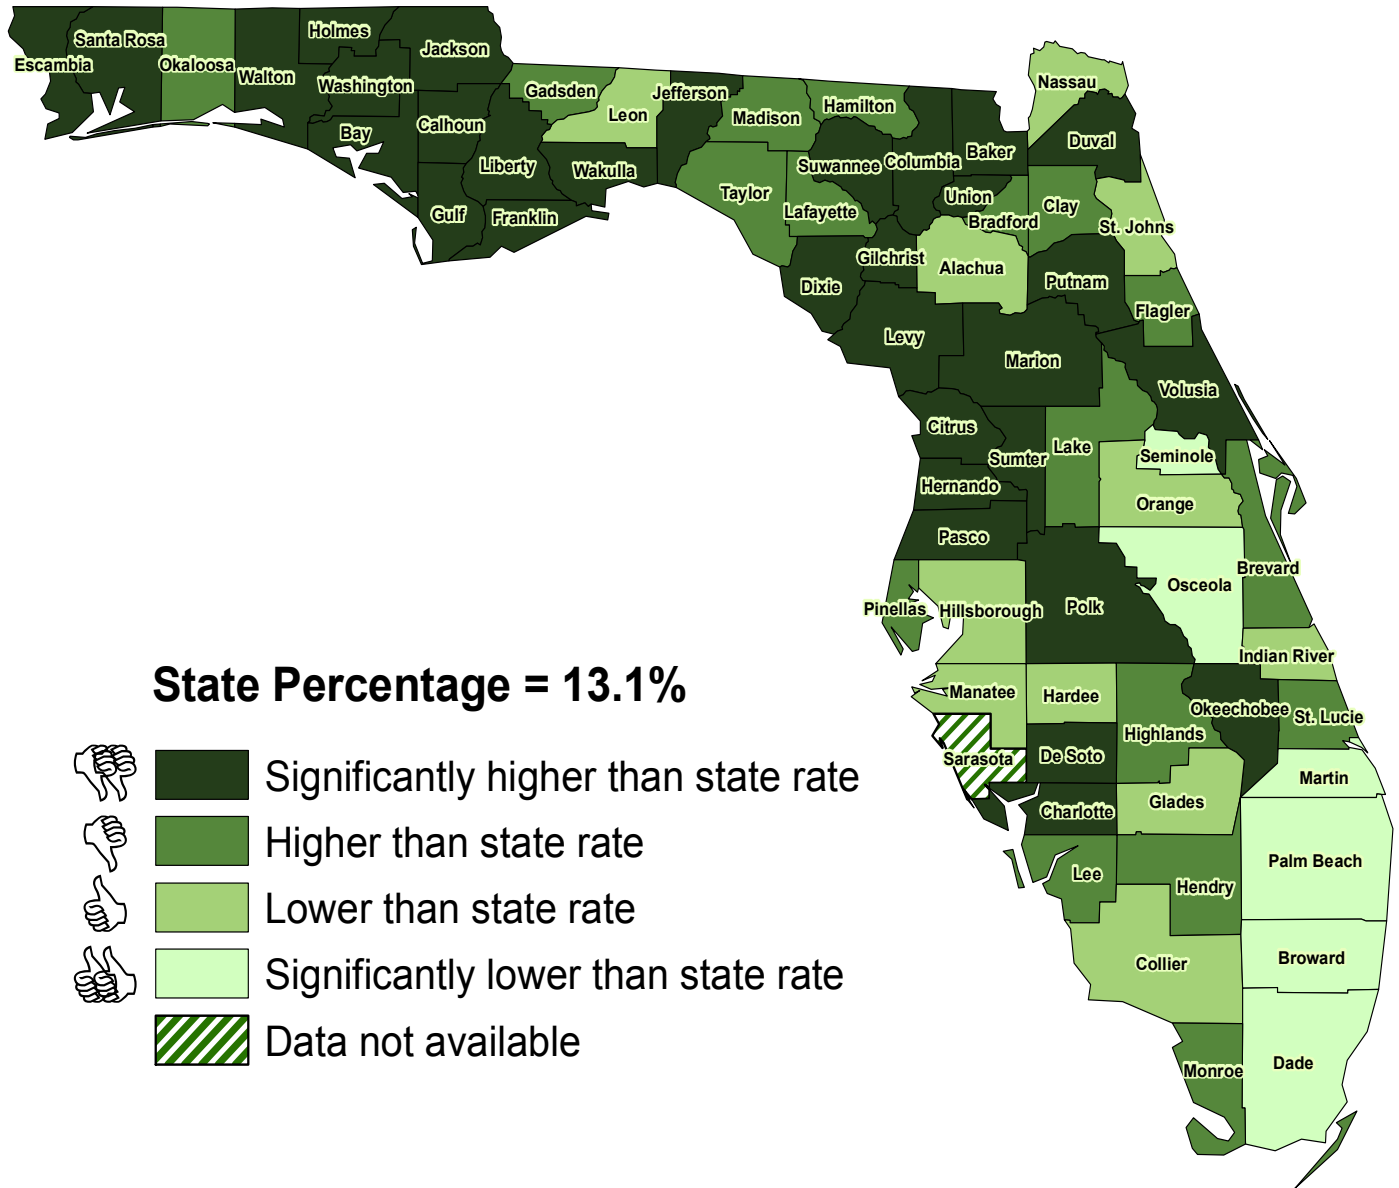 Holmes
Santa Rosa
Jackson
Escambia
Okaloosa
Walton
Washington
Gadsden
Jefferson
Nassau
Leon
Madison
Hamilton
Calhoun
Bay
Duval
Baker
Liberty
Wakulla
Suwannee
Columbia
Taylor
Union
Clay
Lafayette
Gulf
Franklin
Bradford
St. Johns
Gilchrist
Alachua
Dixie
Putnam
Flagler
Levy
Marion
Volusia
Citrus
Lake
Sumter
Seminole
Hernando
Orange
Pasco
Brevard
Osceola
Pinellas
Hillsborough
Polk
Indian River
Manatee
Hardee
Okeechobee
St. Lucie
Highlands
Sarasota
De Soto
Martin
Glades
Charlotte
Palm Beach
Lee
Hendry
Collier
Broward
Monroe
Dade
State Percentage = 13.1%
Significantly higher than state rate
Higher than state rate
Lower than state rate
Significantly lower than state rate
Data not available